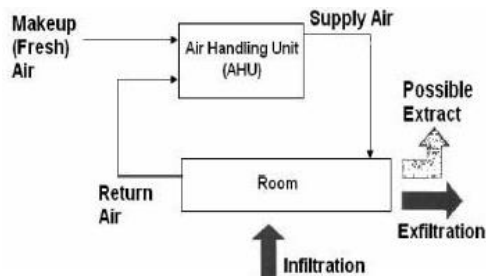 Makeup
(Fresh)
Air
Supply Air
Air Handling Unit
(AHU)
Possible
Extract
Return
Air
Room
Exfiltration
Infiltration